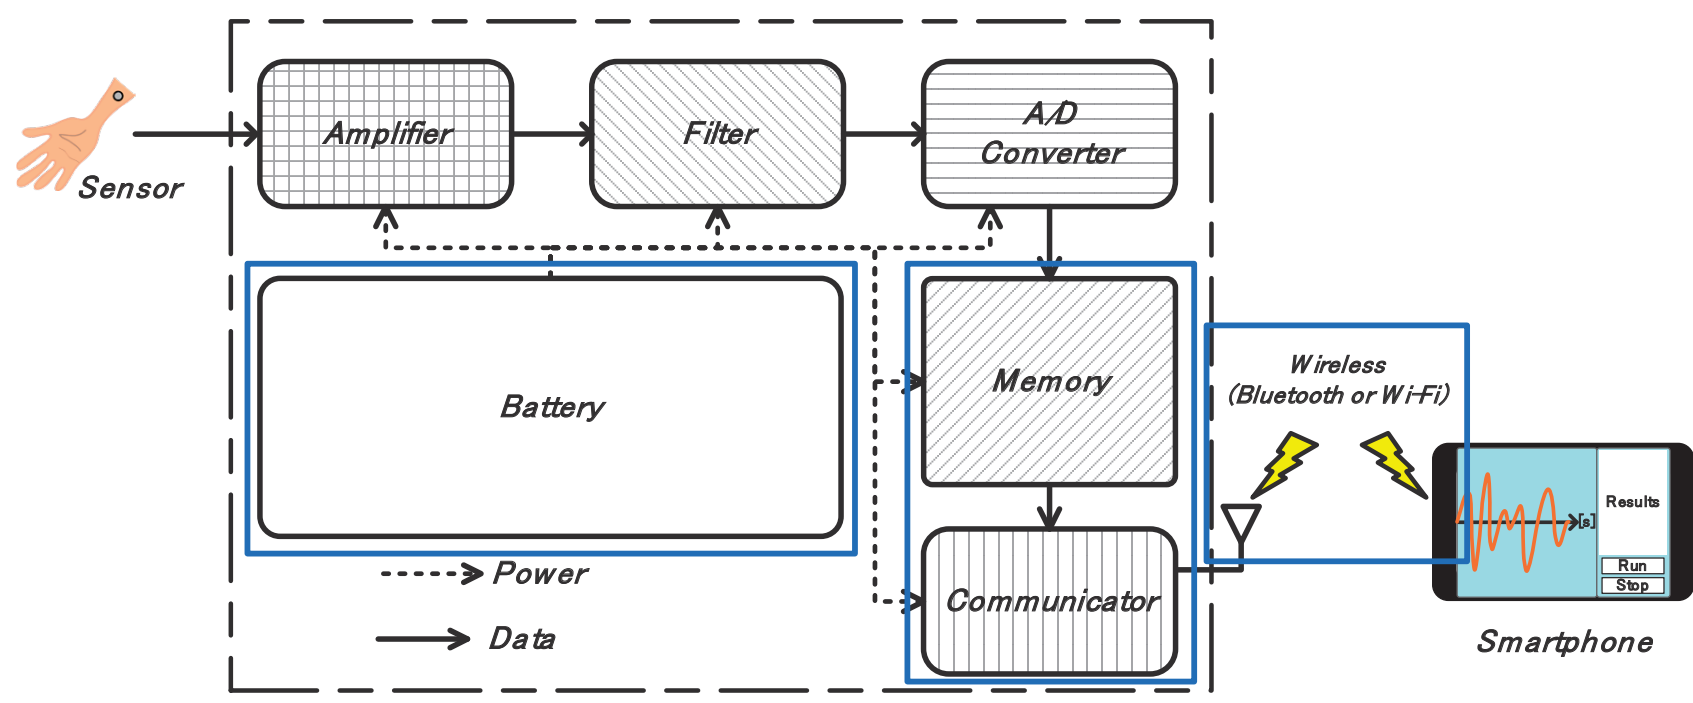 Sensor
Amplifier
Filter
A/D
Converter
Battery
Memory
Communicator
Power
Data
Wireless
(Bluetooth or Wi-Fi)
[s]
Results
Run
Stop
Smartphone